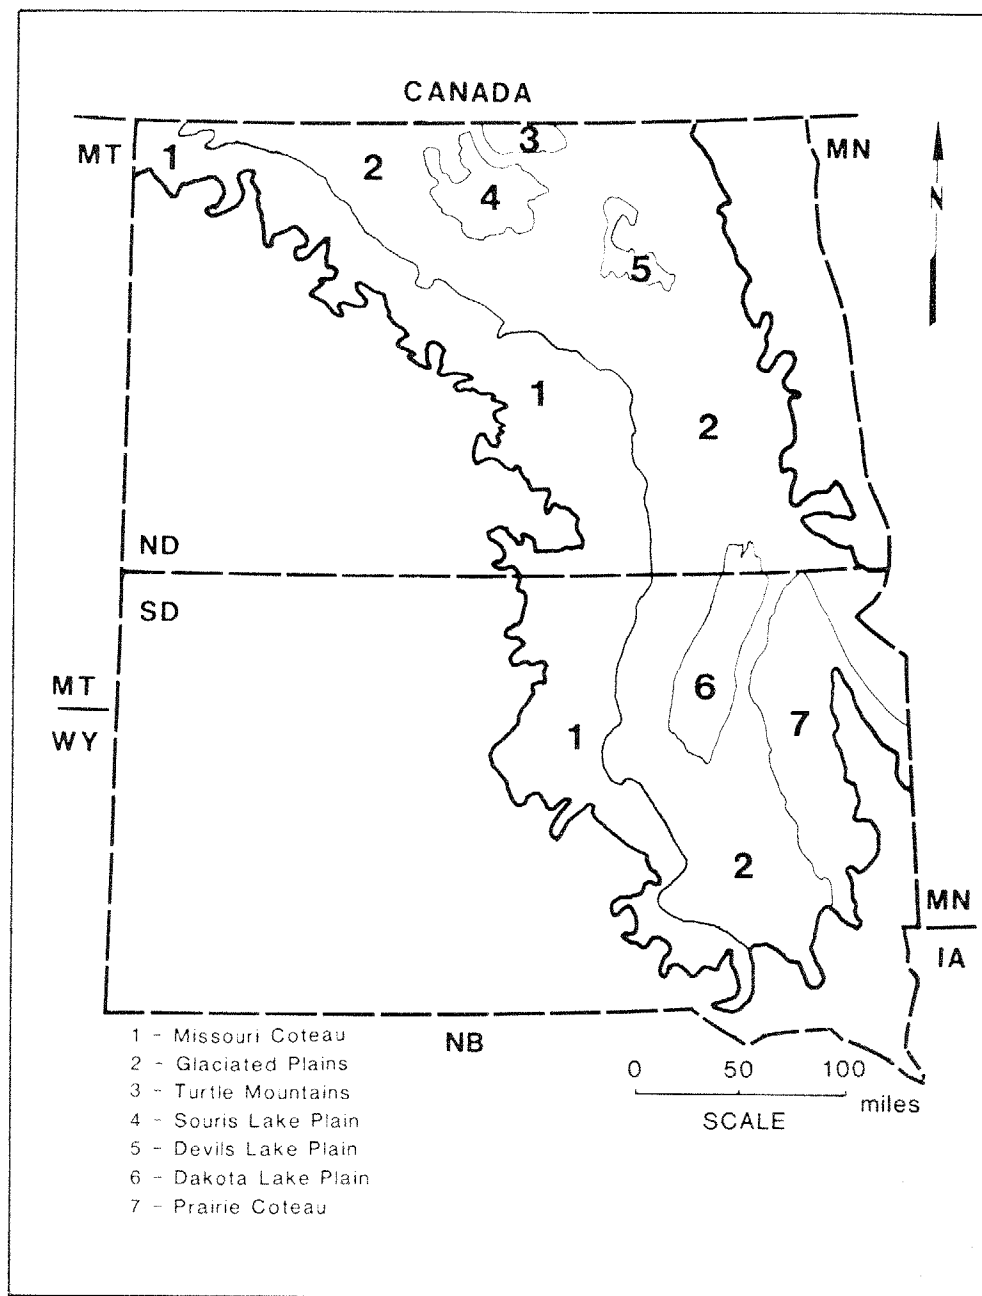 CANADA
MT
1
2
3
MN
4
N
5
1
2
ND
SD
6
MT
7
WY
1
2
MN
IA
1 - Missouri Coteau
NB
2 - Glaciated Plains
3 - Turtle Mountains
0 50 100
4 - Souris Lake Plain
miles
SCALE
5 - Devils Lake Plain
6 - Dakota Lake Plain
7 - Prairie Coteau